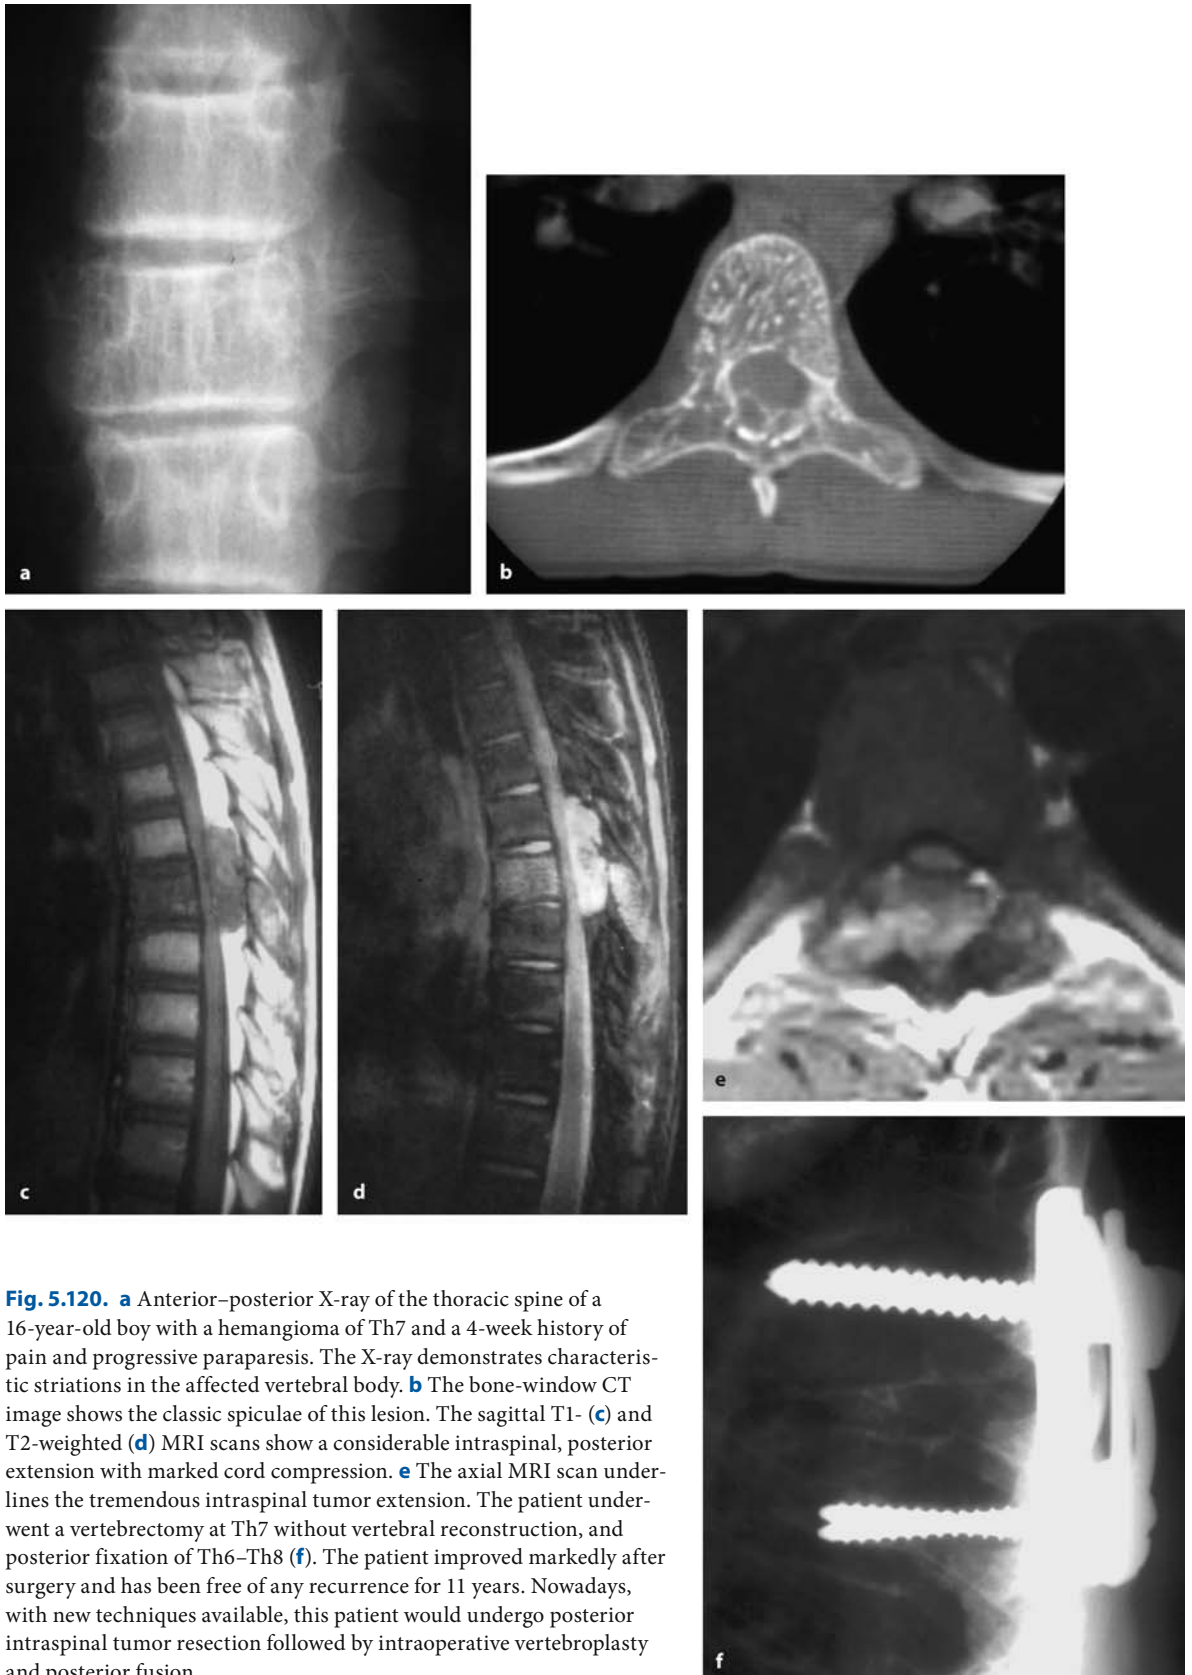 a
b
c
d
e
f
Fig. 5.120. a Anterior–posterior X-ray of the thoracic spine of a
16-year-old boy with a hemangioma of Th7 and a 4-week history of
pain and progressive paraparesis. The X-ray demonstrates characteris-
tic striations in the affected vertebral body. b The bone-window CT
image shows the classic spiculae of this lesion. The sagittal T1- (c) and
T2-weighted (d) MRI scans show a considerable intraspinal, posterior
extension with marked cord compression. e The axial MRI scan under-
lines the tremendous intraspinal tumor extension. The patient under-
went a vertebrectomy at Th7 without vertebral reconstruction, and
posterior fixation of Th6–Th8 (f). The patient improved markedly after
surgery and has been free of any recurrence for 11 years. Nowadays,
with new techniques available, this patient would undergo posterior
intraspinal tumor resection followed by intraoperative vertebroplasty
and posterior fusion